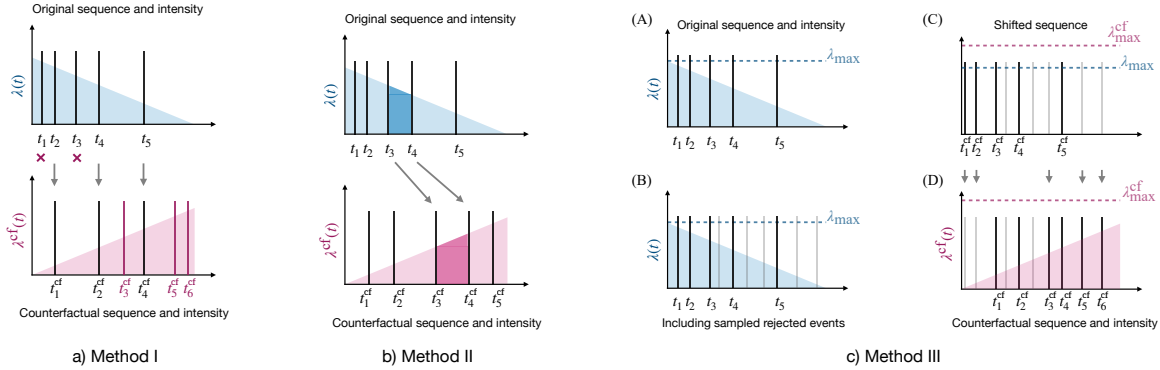 Original sequence and intensity
λ(t)
t1 t2 t3 t4 t5
λcf(t)
t1cf t2cf t3cf t4cf t5cf t6cf
Counterfactual sequence and intensity
a) Method I
Original sequence and intensity
λ(t)
t1 t2 t3 t4 t5
λcf(t)
t1cf t2cf t3cf t4cf t5cf
Counterfactual sequence and intensity
b) Method II
(A)
Original sequence and intensity
λmax
λ(t)
t1 t2 t3 t4 t5
(B)
λmax
λ(t)
t1 t2 t3 t4 t5
Including sampled rejected events
(C)
Shifted sequence
λmaxcf
λmax
t1cf t2cf t3cf t4cf t5cf
(D)
λmaxcf
λcf(t)
t1cf t2cf t3cf t4cf t5cf t6cf
Counterfactual sequence and intensity
c) Method III